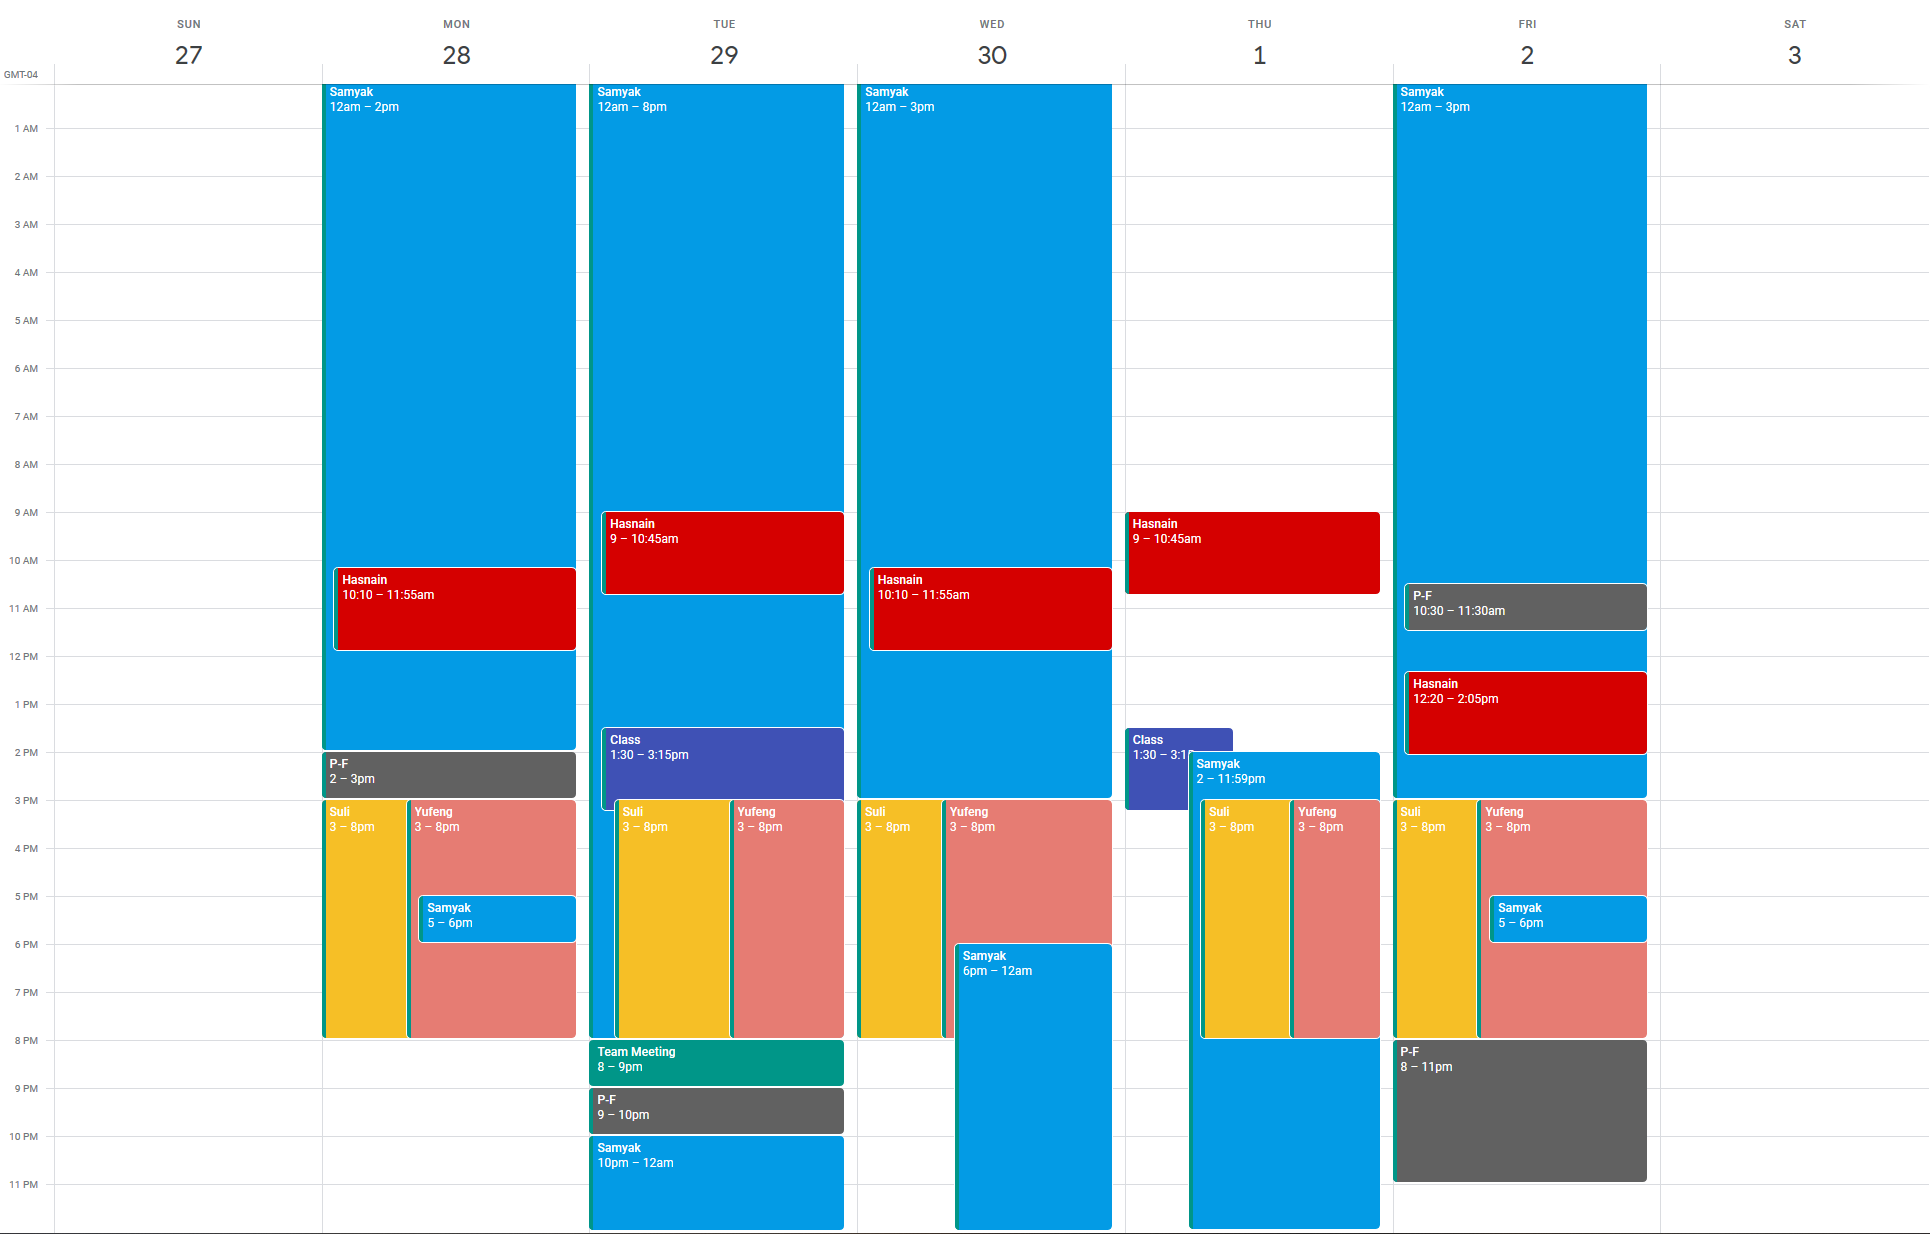 SUN
27
MON
28
TUE
29
WED
30
THU
1
FRI
2
SAT
3
GMT-04
1 AM
2 AM
3 AM
4 AM
5 AM
6 AM
7 AM
8 AM
9 AM
10 AM
11 AM
12 PM
1 PM
2 PM
3 PM
4 PM
5 PM
6 PM
7 PM
8 PM
9 PM
10 PM
11 PM
Samyak
12am – 2pm
Hasnain
10:10 – 11:55am
P-F
2 – 3pm
Suli
3 – 8pm
Yufeng
3 – 8pm
Samyak
5 – 6pm
Samyak
12am – 8pm
Hasnain
9 – 10:45am
Class
1:30 – 3:15pm
Suli
3 – 8pm
Yufeng
3 – 8pm
Team Meeting
8 – 9pm
P-F
9 – 10pm
Samyak
10pm – 12am
Samyak
12am – 3pm
Hasnain
10:10 – 11:55am
Suli
3 – 8pm
Yufeng
3 – 8pm
Samyak
6pm – 12am
Hasnain
9 – 10:45am
Class
1:30 – 3:15
Samyak
2 – 11:59pm
Suli
3 – 8pm
Yufeng
3 – 8pm
Samyak
12am – 3pm
P-F
10:30 – 11:30am
Hasnain
12:20 – 2:05pm
Suli
3 – 8pm
Yufeng
3 – 8pm
Samyak
5 – 6pm
P-F
8 – 11pm